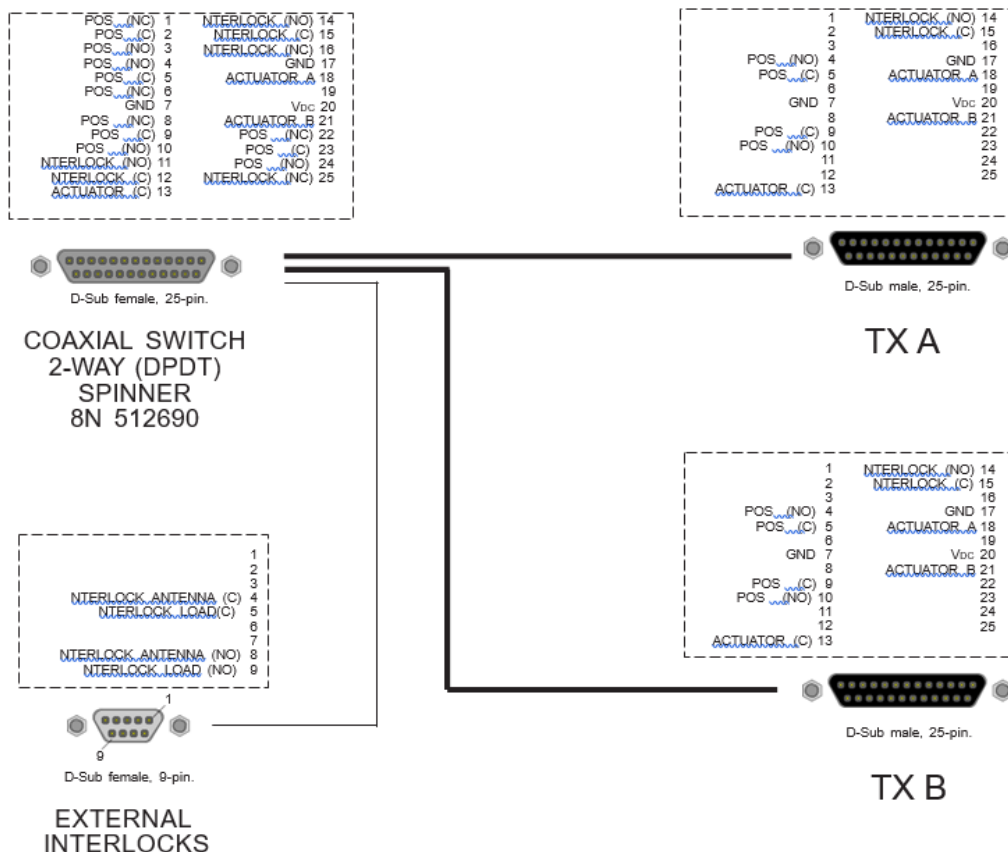 POS (NC) 1
POS (C) 2
POS (NO) 3
POS (NO) 4
POS (C) 5
POS (NC) 6
GND 7
POS (NC) 8
POS (C) 9
POS (NO) 10
NTERLOCK (NO) 11
NTERLOCK (C) 12
ACTUATOR (C) 13
NTERLOCK (NO) 14
NTERLOCK (C) 15
NTERLOCK (NC) 16
GND 17
ACTUATOR A 18
19
VDC 20
ACTUATOR B 21
POS (NC) 22
POS (C) 23
POS (NO) 24
NTERLOCK (NC) 25
D-Sub female, 25-pin.
COAXIAL SWITCH
2-WAY (DPDT)
SPINNER
8N 512690
1
2
3
POS (NO) 4
POS (C) 5
6
GND 7
8
POS (C) 9
POS (NO) 10
11
12
ACTUATOR (C) 13
NTERLOCK (NO) 14
NTERLOCK (C) 15
16
GND 17
ACTUATOR A 18
19
VDC 20
ACTUATOR B 21
22
23
24
25
D-Sub male, 25-pin.
TX A
1
2
3
NTERLOCK ANTENNA (C) 4
NTERLOCK LOAD(C) 5
6
7
NTERLOCK ANTENNA (NO) 8
NTERLOCK LOAD (NO) 9
1
9
D-Sub female, 9-pin.
EXTERNAL
INTERLOCKS
1
2
3
POS (NO) 4
POS (C) 5
6
GND 7
8
POS (C) 9
POS (NO) 10
11
12
ACTUATOR (C) 13
NTERLOCK (NO) 14
NTERLOCK (C) 15
16
GND 17
ACTUATOR A 18
19
VDC 20
ACTUATOR B 21
22
23
24
25
D-Sub male, 25-pin.
TX B